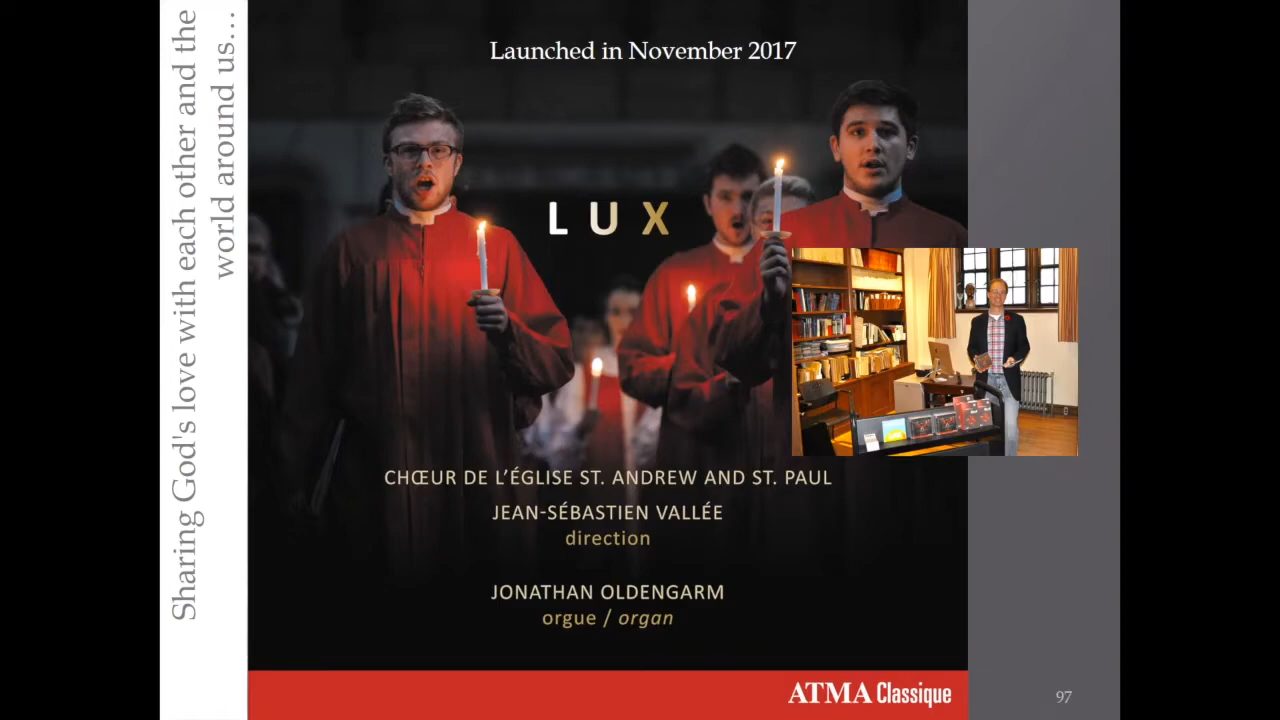 Sharing God's love with each other and the
world around us…
Launched in November 2017
LUX
CHŒUR DE L'ÉGLISE ST. ANDREW AND ST. PAUL
JEAN-SÉBASTIEN VALLÉE
direction
JONATHAN OLDENGARM
orgue / organ
ATMA Classique
97